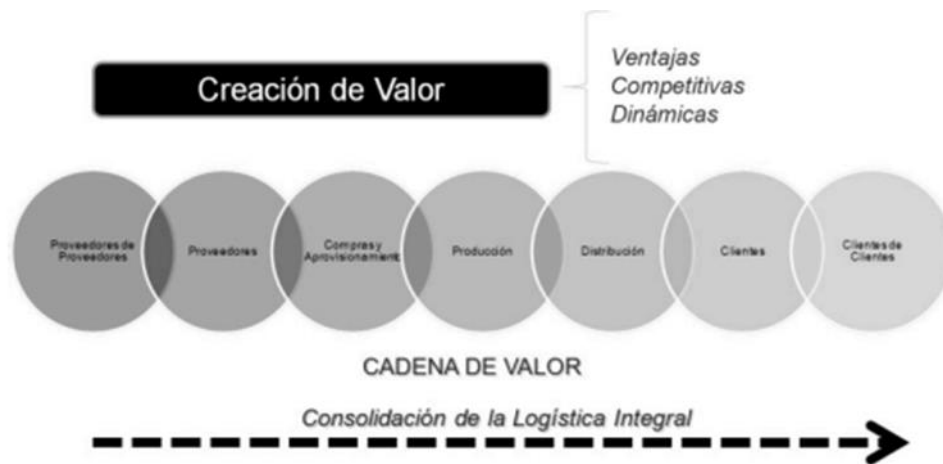 Creación de Valor
Ventajas
Competitivas
Dinámicas
Proveedores de
Proveedores
Proveedores
Compras y
Aprovisionamiento
Producción
Distribución
Clientes
Clientes de
Clientes
CADENA DE VALOR
Consolidación de la Logística Integral